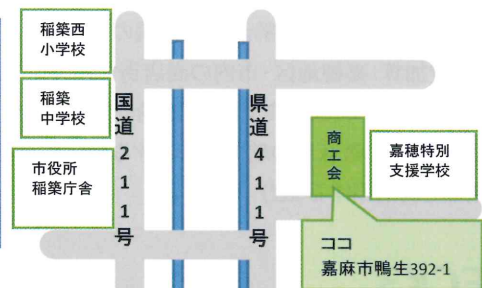 稲築西
小学校
稲築
中学校
市役所
稲築庁舎
国道211号
県道411号
商工会
嘉穂特別
支援学校
ココ
嘉麻市鴨生392-1